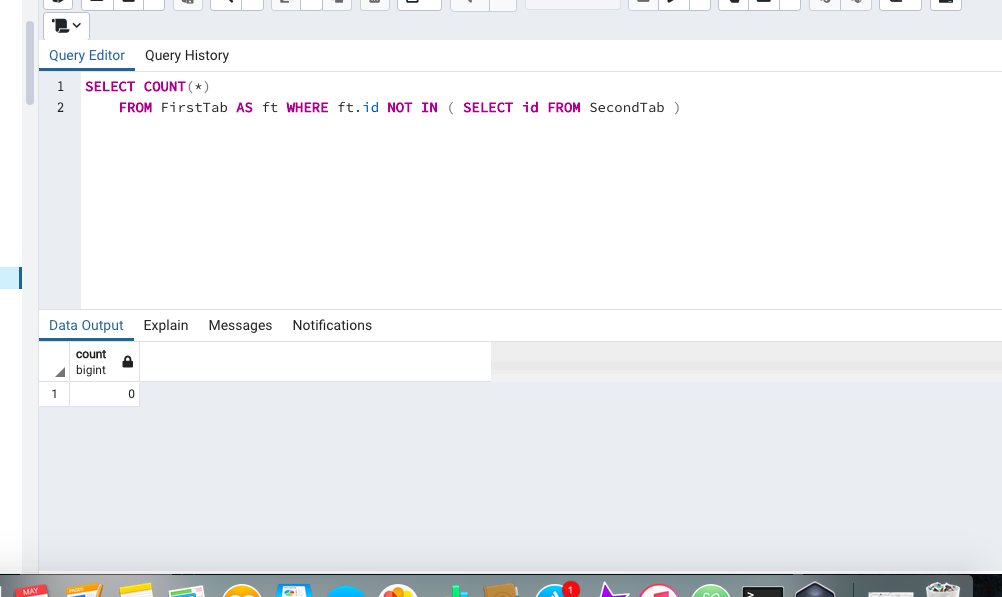 Query Editor Query History
1 SELECT COUNT(*)
2 FROM FirstTab AS ft WHERE ft.id NOT IN ( SELECT id FROM SecondTab )
Data Output Explain Messages Notifications
count
bigint
1 0
MAY PAGES 1